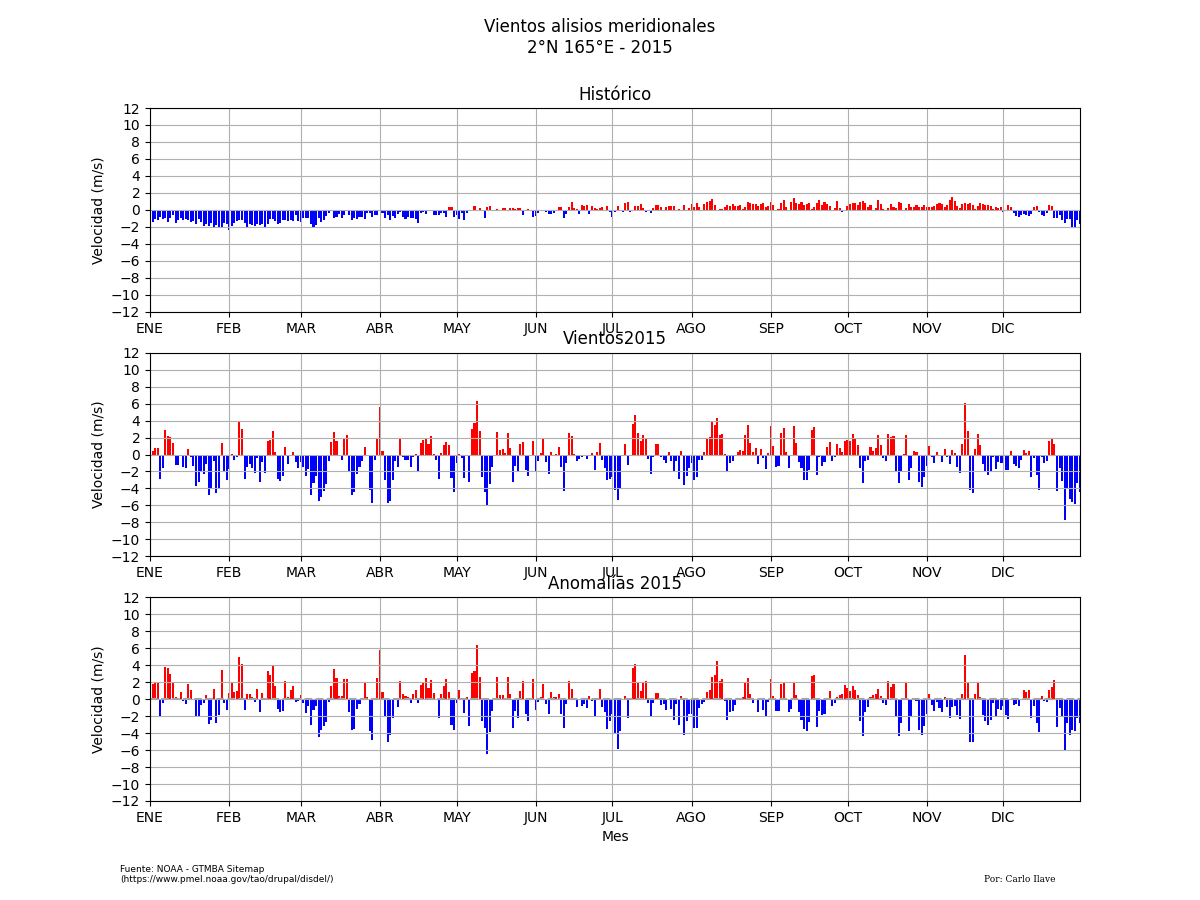 Vientos alisios meridionales
2°N 165°E - 2015
Histórico
12
10
8
6
4
2
0
−2
−4
−6
−8
−10
−12
Velocidad (m/s)
ENE FEB MAR ABR MAY JUN JUL AGO SEP OCT NOV DIC
Vientos2015
12
10
8
6
4
2
0
−2
−4
−6
−8
−10
−12
Velocidad (m/s)
ENE FEB MAR ABR MAY JUN JUL AGO SEP OCT NOV DIC
Anomalías 2015
12
10
8
6
4
2
0
−2
−4
−6
−8
−10
−12
Velocidad (m/s)
ENE FEB MAR ABR MAY JUN JUL AGO SEP OCT NOV DIC
Mes
Fuente: NOAA - GTMBA Sitemap
(https://www.pmel.noaa.gov/tao/drupal/disdel/)
Por: Carlo Ilave